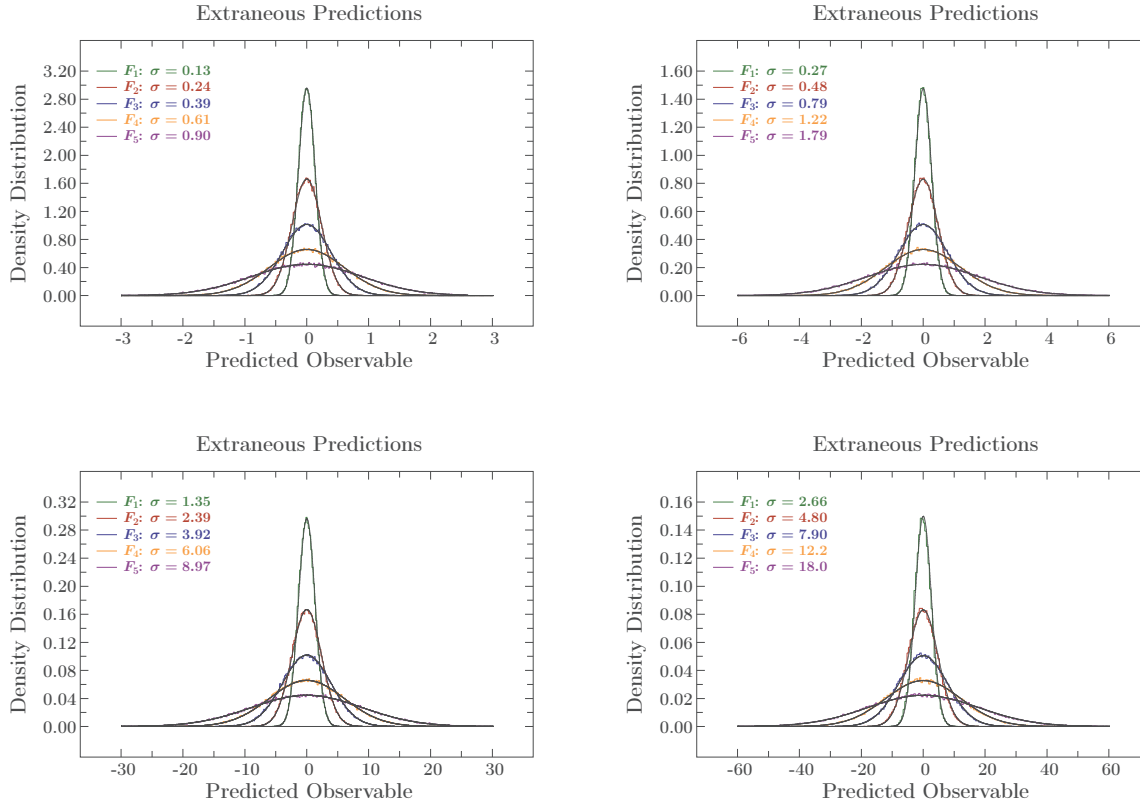 Extraneous Predictions
Density Distribution
3.20
2.80
2.40
2.00
1.60
1.20
0.80
0.40
0.00
F₁: σ = 0.13
F₂: σ = 0.24
F₃: σ = 0.39
F₄: σ = 0.61
F₅: σ = 0.90
-3 -2 -1 0 1 2 3
Predicted Observable
Extraneous Predictions
Density Distribution
1.60
1.40
1.20
1.00
0.80
0.60
0.40
0.20
0.00
F₁: σ = 0.27
F₂: σ = 0.48
F₃: σ = 0.79
F₄: σ = 1.22
F₅: σ = 1.79
-6 -4 -2 0 2 4 6
Predicted Observable
Extraneous Predictions
Density Distribution
0.32
0.28
0.24
0.20
0.16
0.12
0.08
0.04
0.00
F₁: σ = 1.35
F₂: σ = 2.39
F₃: σ = 3.92
F₄: σ = 6.06
F₅: σ = 8.97
-30 -20 -10 0 10 20 30
Predicted Observable
Extraneous Predictions
Density Distribution
0.16
0.14
0.12
0.10
0.08
0.06
0.04
0.02
0.00
F₁: σ = 2.66
F₂: σ = 4.80
F₃: σ = 7.90
F₄: σ = 12.2
F₅: σ = 18.0
-60 -40 -20 0 20 40 60
Predicted Observable